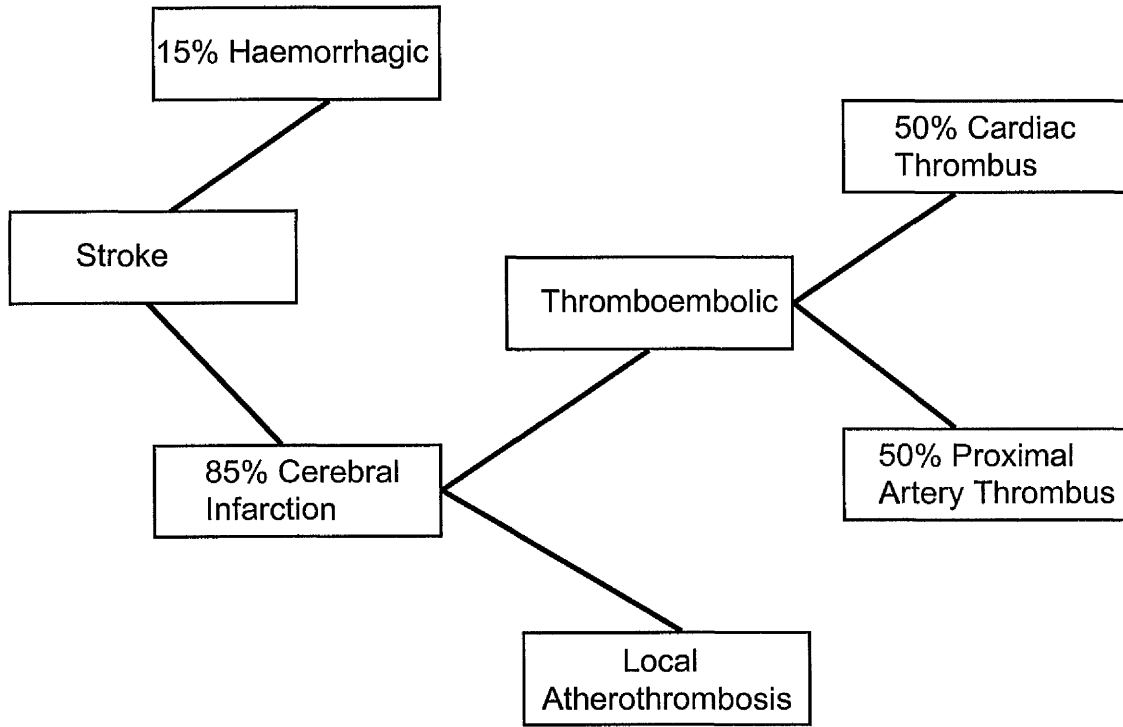 15% Haemorrhagic
50% Cardiac
Thrombus
Stroke
Thromboembolic
85% Cerebral
Infarction
50% Proximal
Artery Thrombus
Local
Atherothrombosis